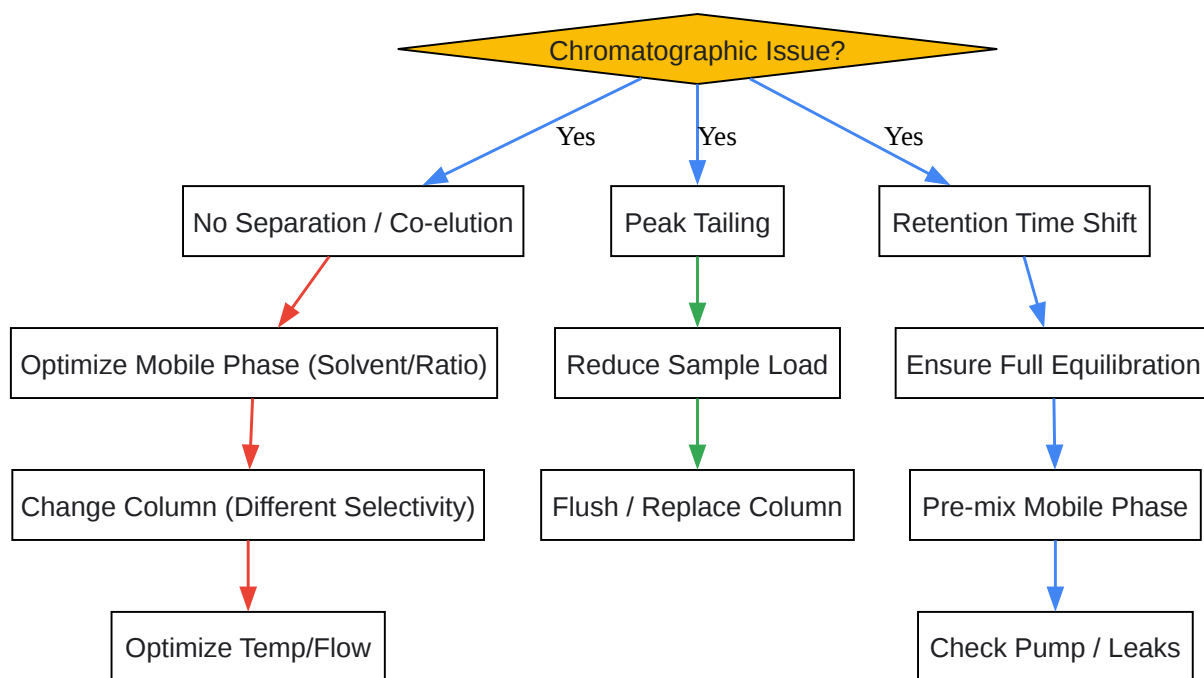 Chromatographic Issue?
Yes
Yes
Yes
No Separation / Co-elution
Peak Tailing
Retention Time Shift
Optimize Mobile Phase (Solvent/Ratio)
Reduce Sample Load
Ensure Full Equilibration
Change Column (Different Selectivity)
Flush / Replace Column
Pre-mix Mobile Phase
Optimize Temp/Flow
Check Pump / Leaks